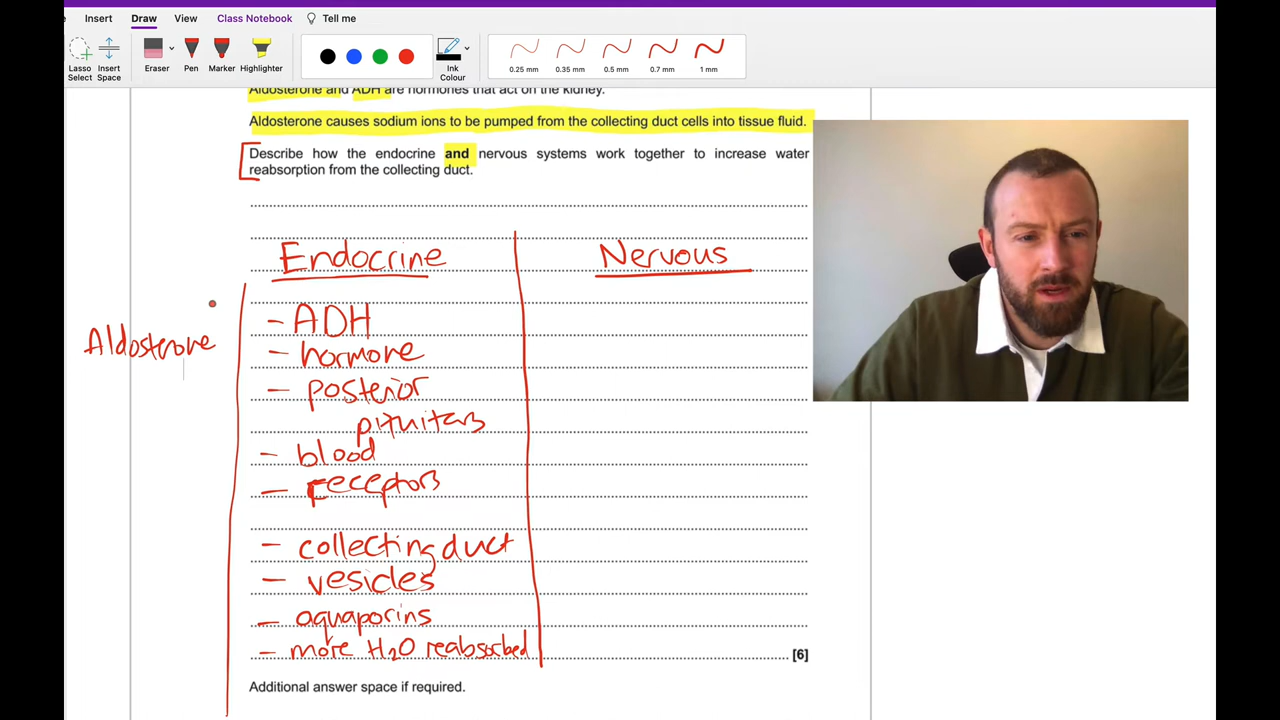 Insert Draw View Class Notebook Tell me
Lasso Select
Insert Space
Eraser
Pen
Marker
Highlighter
Ink Colour
0.25 mm
0.35 mm
0.5 mm
0.7 mm
1 mm
Aldosterone and ADH are hormones that act on the kidney.
Aldosterone causes sodium ions to be pumped from the collecting duct cells into tissue fluid.
Describe how the endocrine and nervous systems work together to increase water
reabsorption from the collecting duct.
Endocrine
Nervous
Aldosterone
- ADH
- hormone
- posterior
pituitary
- blood
- receptors
- collecting duct
- vesicles
- aquaporins
- more H2O reabsorbed
[6]
Additional answer space if required.